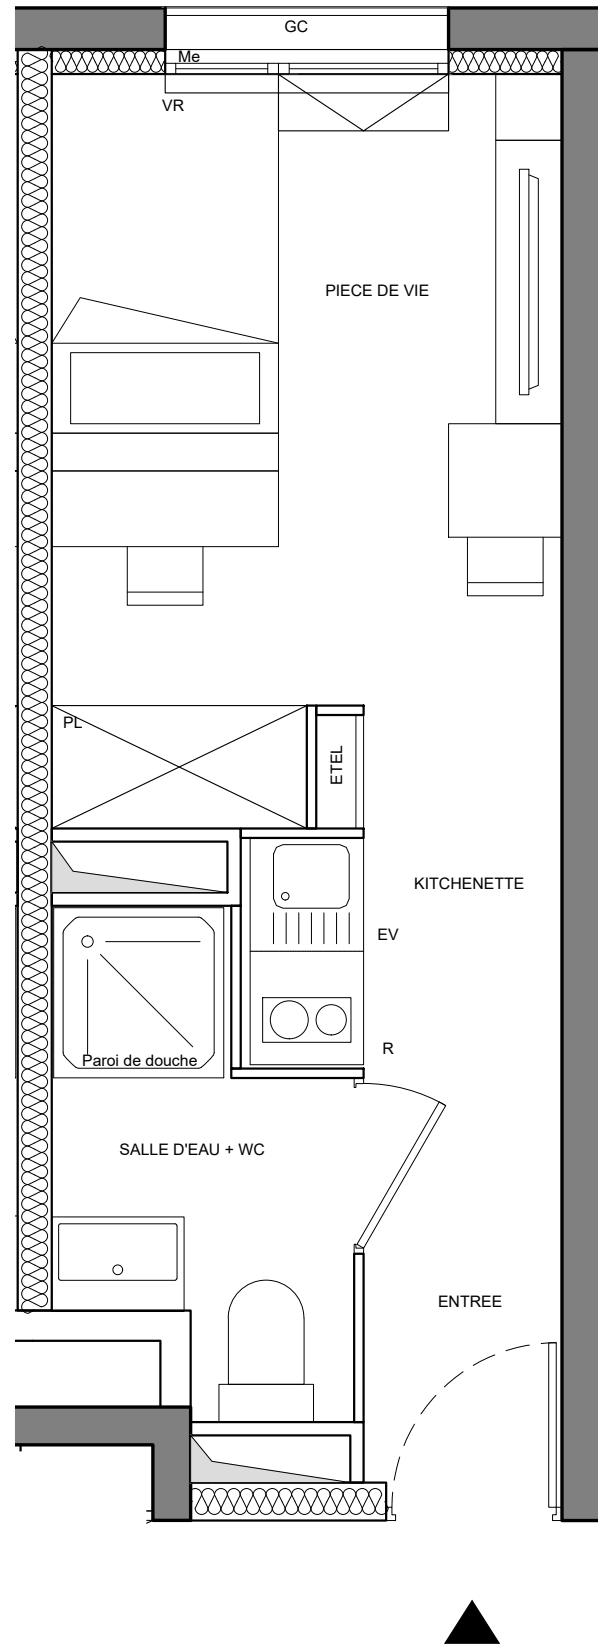 GC
Me
VR
PIECE DE VIE
PL
ETEL
KITCHENETTE
EV
R
Paroi de douche
SALLE D'EAU + WC
ENTREE